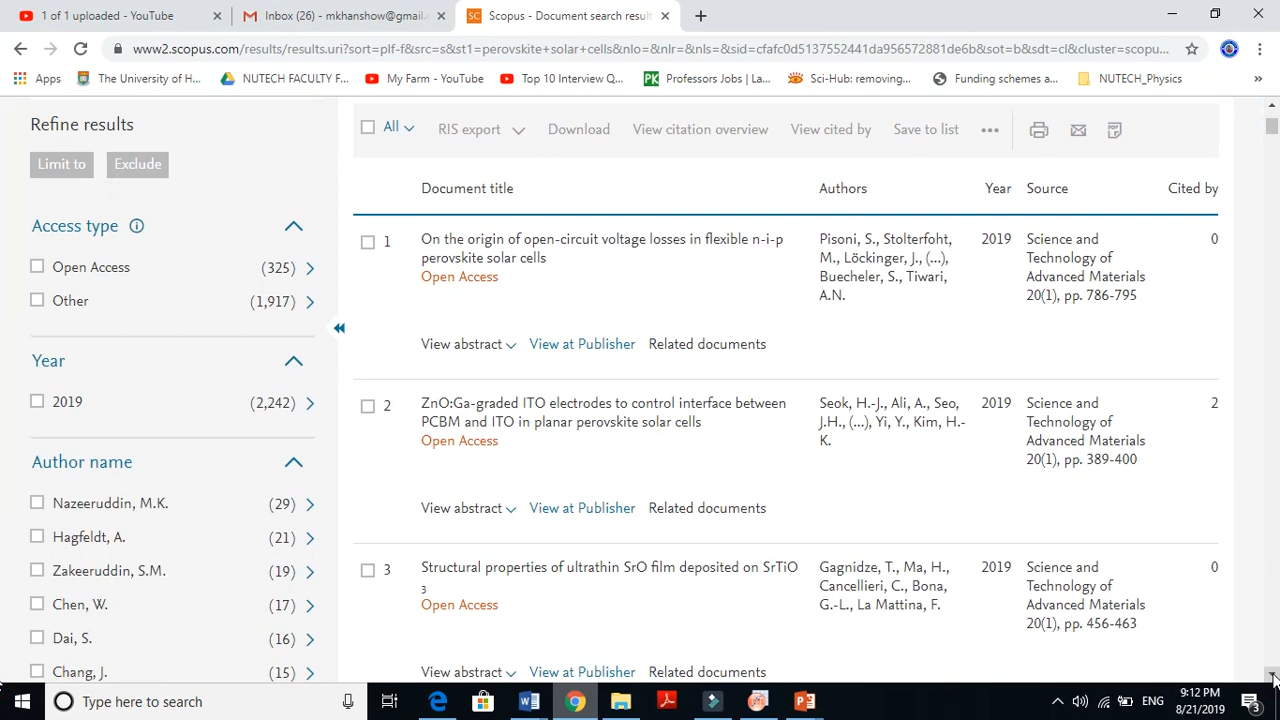 1 of 1 uploaded - YouTube
Inbox (26) - mkhanshow@gmail.
Scopus - Document search result
www2.scopus.com/results/results.uri?sort=plf-f&src=s&st1=perovskite+solar+cells&nlo=&nlr=&nls=&sid=cfafc0d5137552441da956572881de6b&sot=b&sdt=cl&cluster=scopu...
Apps
The University of H...
NUTECH FACULTY F...
My Farm - YouTube
Top 10 Interview Q...
Professors Jobs | La...
Sci-Hub: removing...
Funding schemes a...
NUTECH_Physics
»
Refine results
Limit to
Exclude
Access type
Open Access (325)
Other (1,917)
Year
2019 (2,242)
Author name
Nazeeruddin, M.K. (29)
Hagfeldt, A. (21)
Zakeeruddin, S.M. (19)
Chen, W. (17)
Dai, S. (16)
Chang, J. (15)
All
RIS export
Download
View citation overview
View cited by
Save to list
•••
Document title
Authors
Year
Source
Cited by
1
On the origin of open-circuit voltage losses in flexible n-i-p
perovskite solar cells
Open Access
Pisoni, S., Stolterfoht,
M., Löckinger, J., (...),
Buecheler, S., Tiwari,
A.N.
2019
Science and
Technology of
Advanced Materials
20(1), pp. 786-795
0
View abstract
View at Publisher
Related documents
2
ZnO:Ga-graded ITO electrodes to control interface between
PCBM and ITO in planar perovskite solar cells
Open Access
Seok, H.-J., Ali, A., Seo,
J.H., (...), Yi, Y., Kim, H.-
K.
2019
Science and
Technology of
Advanced Materials
20(1), pp. 389-400
2
View abstract
View at Publisher
Related documents
3
Structural properties of ultrathin SrO film deposited on SrTiO
3
Open Access
Gagnidze, T., Ma, H.,
Cancellieri, C., Bona,
G.-L., La Mattina, F.
2019
Science and
Technology of
Advanced Materials
20(1), pp. 456-463
0
View abstract
View at Publisher
Related documents
Type here to search
ENG
9:12 PM
8/21/2019
3